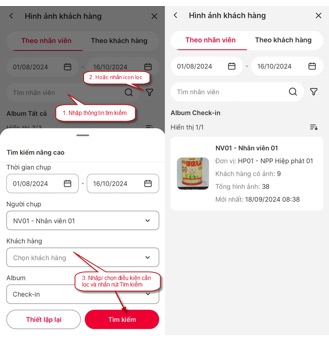 Hình ảnh khách hàng
Theo nhân viên
Theo khách hàng
01/08/2024
-
16/10/2024
2. Hoặc nhấn icon lọc
Tìm nhân viên
1. Nhập thông tin tìm kiếm
Album Tất cả
Hiển thị 1/1
Tìm kiếm nâng cao
Thời gian chụp
01/08/2024
-
16/10/2024
Người chụp
NV01 - Nhân viên 01
Khách hàng
Chọn khách hàng
3. Nhập/ chọn điều kiện cần
lọc và nhấn nút Tìm kiếm
Album
Check-in
Thiết lập lại
Tìm kiếm
Hình ảnh khách hàng
Theo nhân viên
Theo khách hàng
01/08/2024
-
16/10/2024
Tìm nhân viên
Album Check-in
Hiển thị 1/1
NV01 - Nhân viên 01
Đơn vị: HP01 - NPP Hiệp phát 01
Khách hàng có ảnh: 9
Tổng hình ảnh: 38
Mới nhất: 18/09/2024 08:38